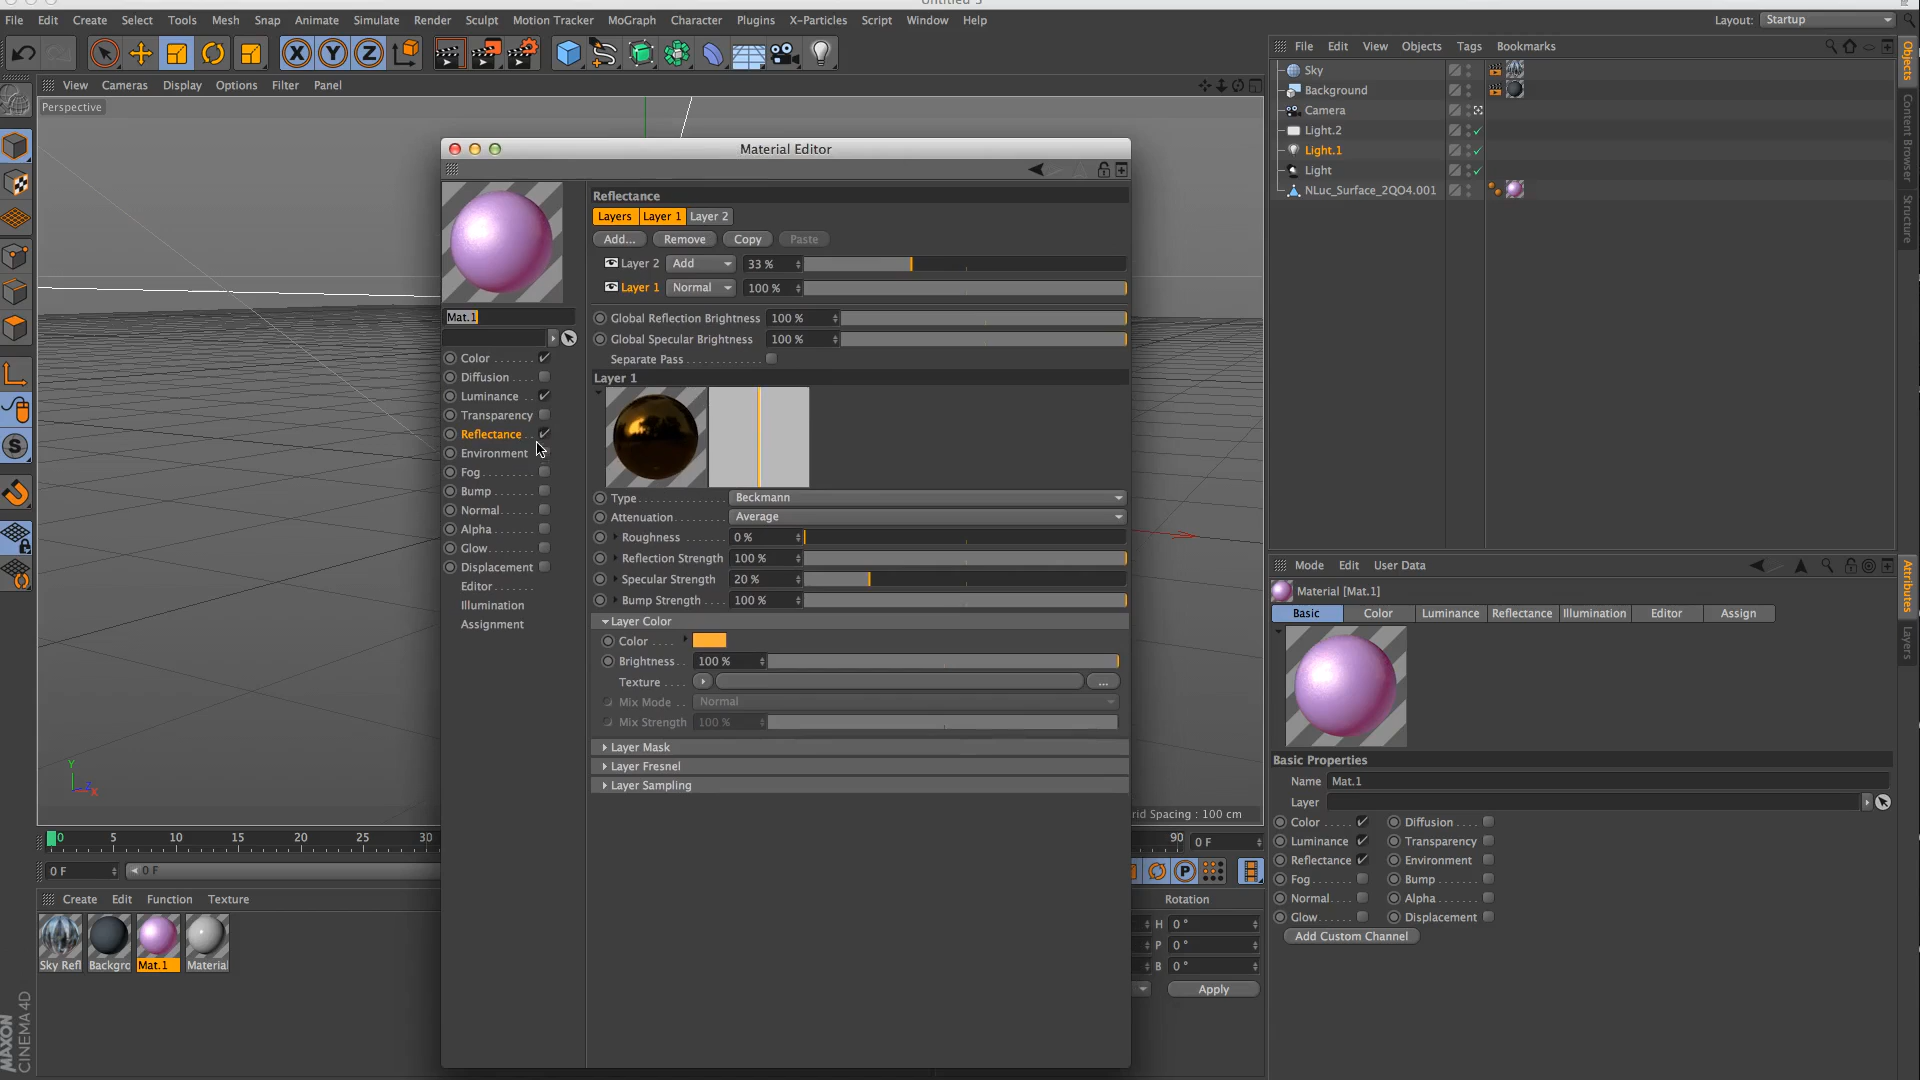 Untitled 3
File Edit Create Select Tools Mesh Snap Animate Simulate Render Sculpt Motion Tracker MoGraph Character Plugins X-Particles Script Window Help
Layout: Startup
X Y Z
View Cameras Display Options Filter Panel
File Edit View Objects Tags Bookmarks
Perspective
Sky
Background
Camera
Light.2
Light.1
Light
NLuc_Surface_2QO4.001
Objects
Content Browser
Structure
Material Editor
Mat.1
Color
Diffusion
Luminance
Transparency
Reflectance
Environment
Fog
Bump
Normal
Alpha
Glow
Displacement
Editor
Illumination
Assignment
Reflectance
Layers Layer 1 Layer 2
Add... Remove Copy Paste
Layer 2 Add 33 %
Layer 1 Normal 100 %
Global Reflection Brightness 100 %
Global Specular Brightness 100 %
Separate Pass
Layer 1
Type Beckmann
Attenuation Average
Roughness 0 %
Reflection Strength 100 %
Specular Strength 20 %
Bump Strength 100 %
Layer Color
Color
Brightness 100 %
Texture ...
Mix Mode Normal
Mix Strength 100 %
Layer Mask
Layer Fresnel
Layer Sampling
Y
Z
X
rid Spacing : 100 cm
0 5 10 15 20 25 30 90 0 F
0 F 0 F
P
Create Edit Function Texture
Sky Refl Backgro Mat.1 Material
Rotation
H 0 °
P 0 °
B 0 °
Apply
MAXON
CINEMA 4D
Mode Edit User Data
Attributes
Layers
Material [Mat.1]
Basic Color Luminance Reflectance Illumination Editor Assign
Basic Properties
Name Mat.1
Layer
Color Diffusion
Luminance Transparency
Reflectance Environment
Fog Bump
Normal Alpha
Glow Displacement
Add Custom Channel